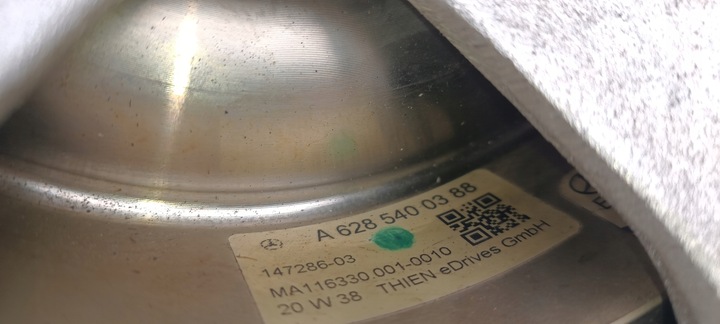 A 628 540 03 88
147286-03
MA116330.001-0010
20 W 38 THIEN eDrives GmbH